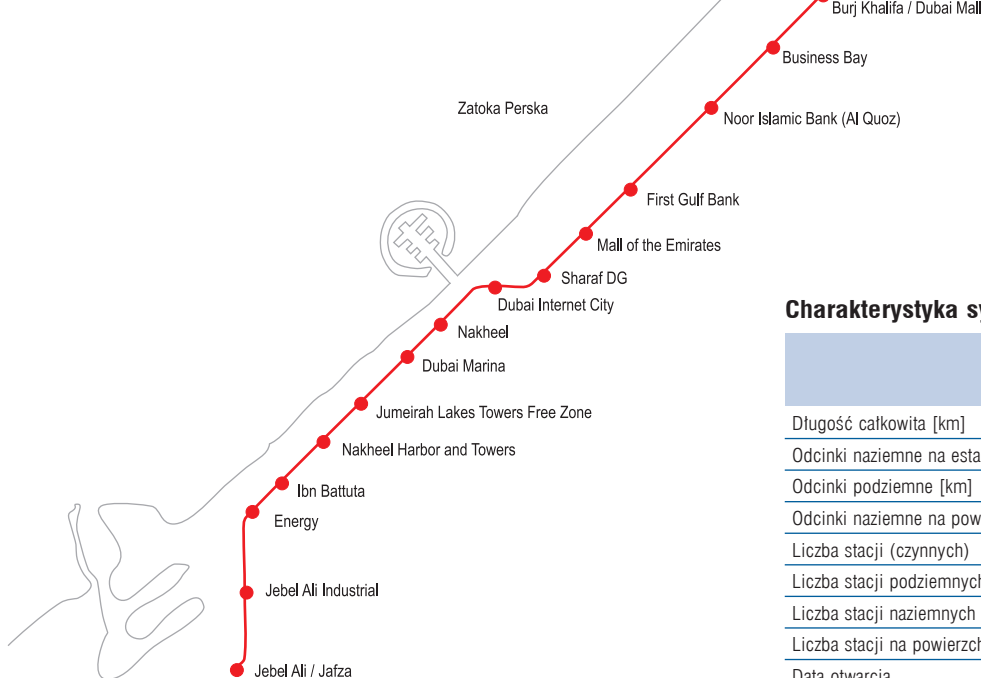 Burj Khalifa / Dubai Mall
Business Bay
Zatoka Perska
Noor Islamic Bank (Al Quoz)
First Gulf Bank
Mall of the Emirates
Sharaf DG
Dubai Internet City
Nakheel
Dubai Marina
Jumeirah Lakes Towers Free Zone
Nakheel Harbor and Towers
Ibn Battuta
Energy
Jebel Ali Industrial
Jebel Ali / Jafza
Charakterystyka sy
Długość całkowita [km]
Odcinki naziemne na esta
Odcinki podziemne [km]
Odcinki naziemne na pow
Liczba stacji (czynnych)
Liczba stacji podziemnych
Liczba stacji naziemnych
Liczba stacji na powierzch
Data otwarcia